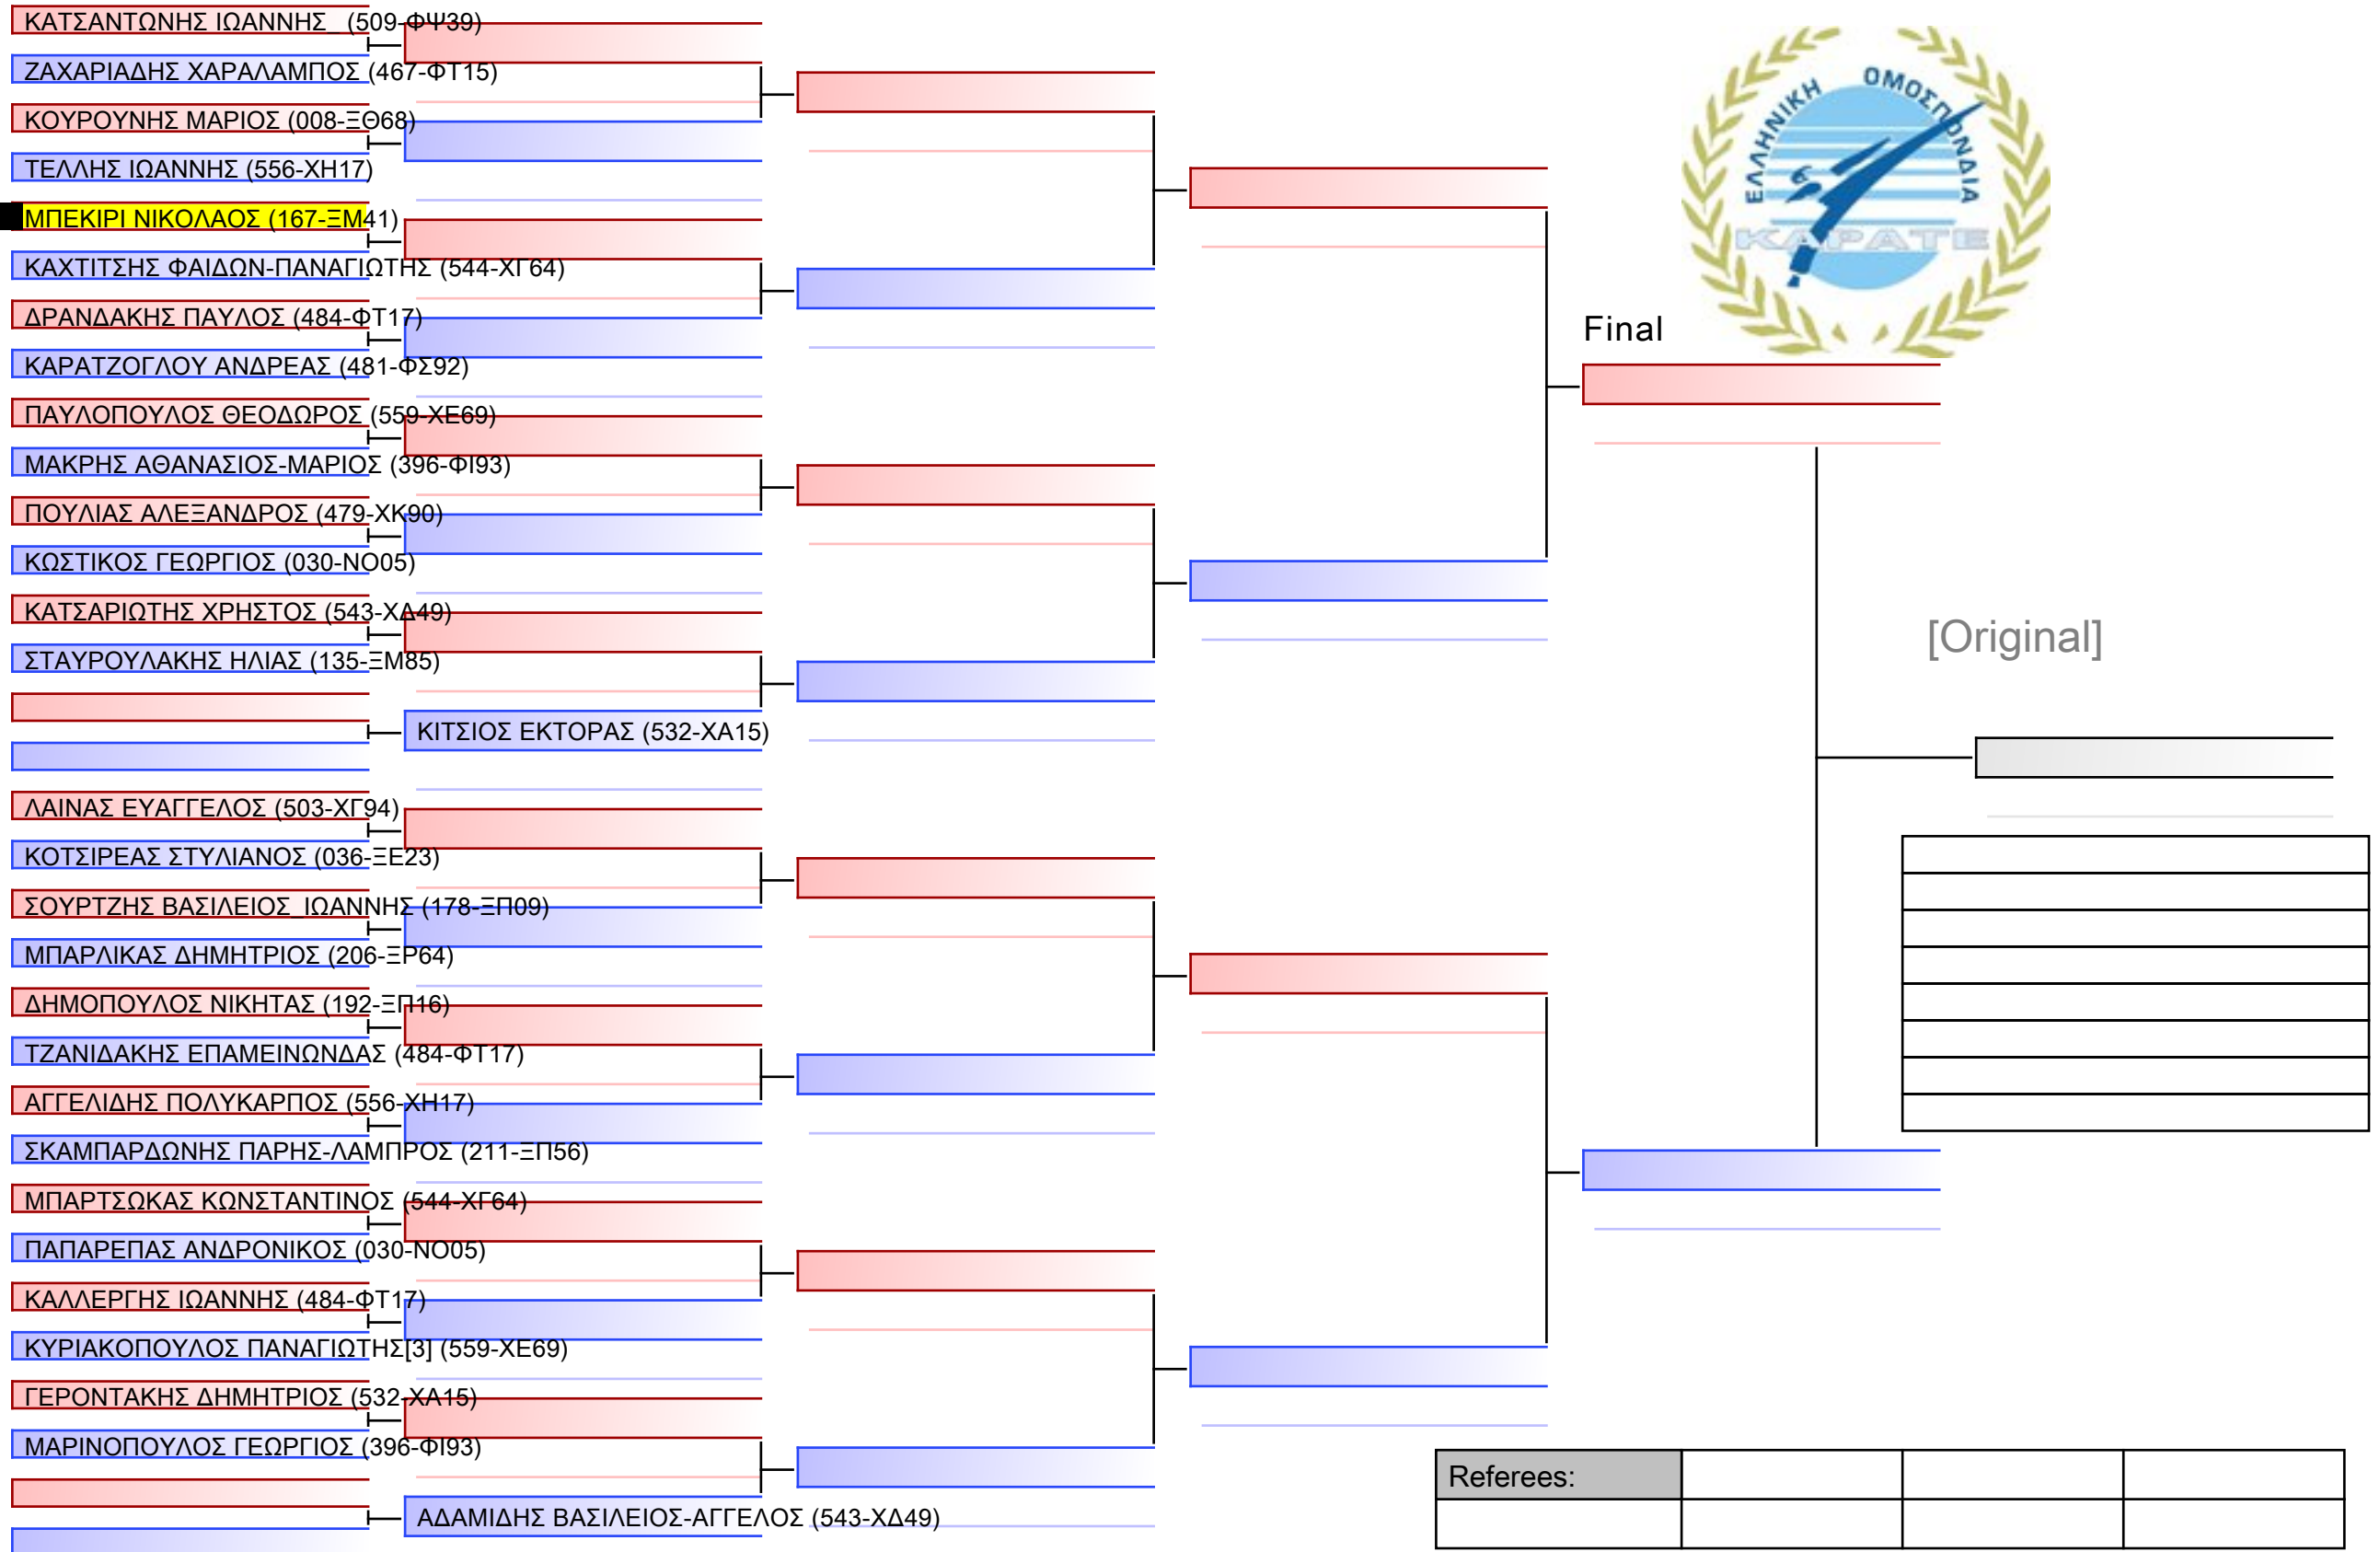 ΚΑΤΣΑΝΤΩΝΗΣ ΙΩΑΝΝΗΣ_ (509-ΦΨ39)
ΖΑΧΑΡΙΑΔΗΣ ΧΑΡΑΛΑΜΠΟΣ (467-ΦΤ15)
ΚΟΥΡΟΥΝΗΣ ΜΑΡΙΟΣ (008-ΞΘ68)
ΤΕΛΛΗΣ ΙΩΑΝΝΗΣ (556-ΧΗ17)
ΜΠΕΚΙΡΙ ΝΙΚΟΛΑΟΣ (167-ΞΜ41)
ΚΑΧΤΙΤΣΗΣ ΦΑΙΔΩΝ-ΠΑΝΑΓΙΩΤΗΣ (544-ΧΓ64)
ΔΡΑΝΔΑΚΗΣ ΠΑΥΛΟΣ (484-ΦΤ17)
ΚΑΡΑΤΖΟΓΛΟΥ ΑΝΔΡΕΑΣ (481-ΦΣ92)
ΠΑΥΛΟΠΟΥΛΟΣ ΘΕΟΔΩΡΟΣ (559-ΧΕ69)
ΜΑΚΡΗΣ ΑΘΑΝΑΣΙΟΣ-ΜΑΡΙΟΣ (396-ΦΙ93)
ΠΟΥΛΙΑΣ ΑΛΕΞΑΝΔΡΟΣ (479-ΧΚ90)
ΚΩΣΤΙΚΟΣ ΓΕΩΡΓΙΟΣ (030-ΝΟ05)
ΚΑΤΣΑΡΙΩΤΗΣ ΧΡΗΣΤΟΣ (543-ΧΔ49)
ΣΤΑΥΡΟΥΛΑΚΗΣ ΗΛΙΑΣ (135-ΞΜ85)
ΚΙΤΣΙΟΣ ΕΚΤΟΡΑΣ (532-ΧΑ15)
ΛΑΙΝΑΣ ΕΥΑΓΓΕΛΟΣ (503-ΧΓ94)
ΚΟΤΣΙΡΕΑΣ ΣΤΥΛΙΑΝΟΣ (036-ΞΕ23)
ΣΟΥΡΤΖΗΣ ΒΑΣΙΛΕΙΟΣ_ΙΩΑΝΝΗΣ (178-ΞΠ09)
ΜΠΑΡΛΙΚΑΣ ΔΗΜΗΤΡΙΟΣ (206-ΞΡ64)
ΔΗΜΟΠΟΥΛΟΣ ΝΙΚΗΤΑΣ (192-ΞΠ16)
ΤΖΑΝΙΔΑΚΗΣ ΕΠΑΜΕΙΝΩΝΔΑΣ (484-ΦΤ17)
ΑΓΓΕΛΙΔΗΣ ΠΟΛΥΚΑΡΠΟΣ (556-ΧΗ17)
ΣΚΑΜΠΑΡΔΩΝΗΣ ΠΑΡΗΣ-ΛΑΜΠΡΟΣ (211-ΞΠ56)
ΜΠΑΡΤΣΩΚΑΣ ΚΩΝΣΤΑΝΤΙΝΟΣ (544-ΧΓ64)
ΠΑΠΑΡΕΠΑΣ ΑΝΔΡΟΝΙΚΟΣ (030-ΝΟ05)
ΚΑΛΛΕΡΓΗΣ ΙΩΑΝΝΗΣ (484-ΦΤ17)
ΚΥΡΙΑΚΟΠΟΥΛΟΣ ΠΑΝΑΓΙΩΤΗΣ[3] (559-ΧΕ69)
ΓΕΡΟΝΤΑΚΗΣ ΔΗΜΗΤΡΙΟΣ (532-ΧΑ15)
ΜΑΡΙΝΟΠΟΥΛΟΣ ΓΕΩΡΓΙΟΣ (396-ΦΙ93)
ΑΔΑΜΙΔΗΣ ΒΑΣΙΛΕΙΟΣ-ΑΓΓΕΛΟΣ (543-ΧΔ49)
ΕΛΛΗΝΙΚΗ ΟΜΟΣΠΟΝΔΙΑ
ΚΑΡΑΤΕ
Final
[Original]
Referees: